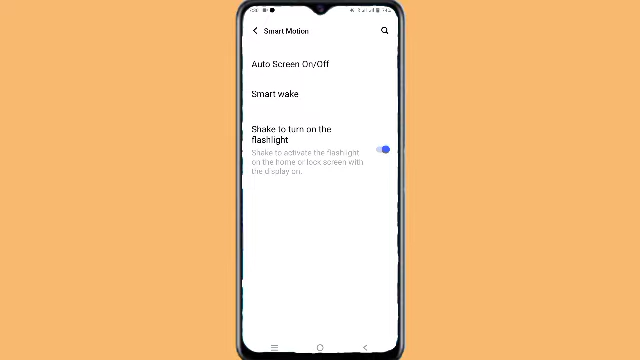 Smart Motion
Auto Screen On/Off
Smart wake
Shake to turn on the
flashlight
Shake to activate the flashlight
on the home or lock screen with
the display on.